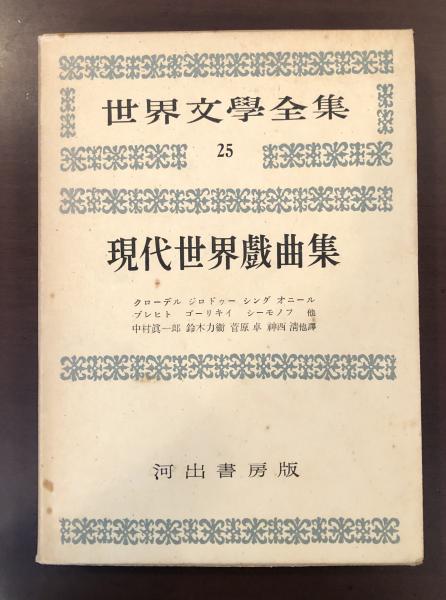 世界文學全集
25
現代世界戲曲集
クローデル ジロドゥー シング オニール
ブレヒト ゴーリキイ シーモノフ 他
中村眞一郎 鈴木力衞 菅原卓 神西淸他譯
河出書房版